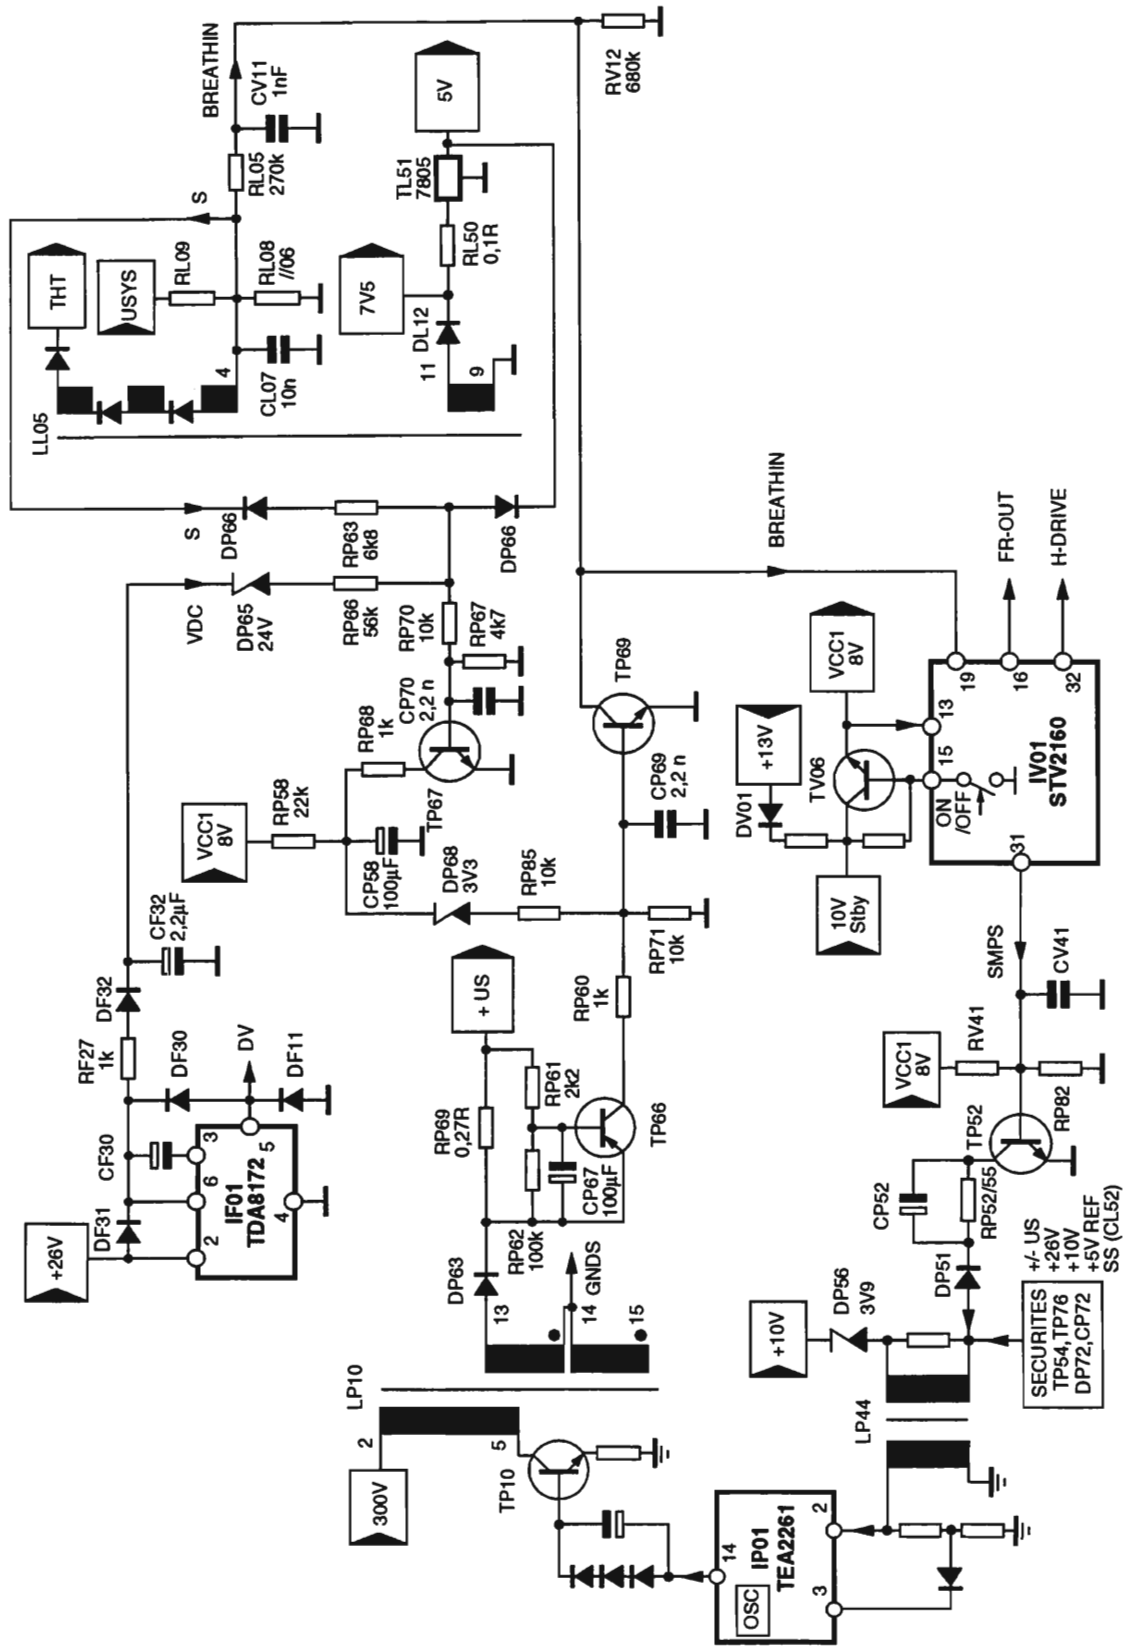 BREATHIN
CV11
1nF
RV12
680k
5V
TL51
7805
RL05
270k
S
THT
USYS
RL09
RL08
//06
RL50
0,1R
7V5
DL12
11
9
4
CL07
10n
LL05
S
DP66
RP63
6k8
DP66
VDC
DP65
24V
RP66
56k
RP70
10k
RP67
4k7
BREATHIN
FR-OUT
H-DRIVE
CP70
2,2 n
RP68
1k
TP67
TP69
VCC1
8V
RP58
22k
CP58
100µF
DP68
3V3
RP85
10k
CP69
2,2 n
RP71
10k
+13V
DV01
TV06
VCC1
8V
10V
Stby
19
16
32
13
15
31
ON
/OFF
IV01
STV2160
CF32
2,2µF
DF32
RF27
1k
DF30
DV
DF11
CF30
DF31
+26V
3
6
2
5
4
IF01
TDA8172
+ US
RP69
0,27R
RP61
2k2
RP60
1k
TP66
CP67
100µF
RP62
100k
DP63
13
14
15
GNDS
SMPS
CV41
RV41
VCC1
8V
RP82
TP52
CP52
RP52/55
DP51
DP56
3V9
+10V
+/- US
+26V
+10V
+5V REF
SS (CL52)
SECURITES
TP54,TP76
DP72,CP72
LP10
2
5
300V
TP10
LP44
14
2
3
OSC
IP01
TEA2261